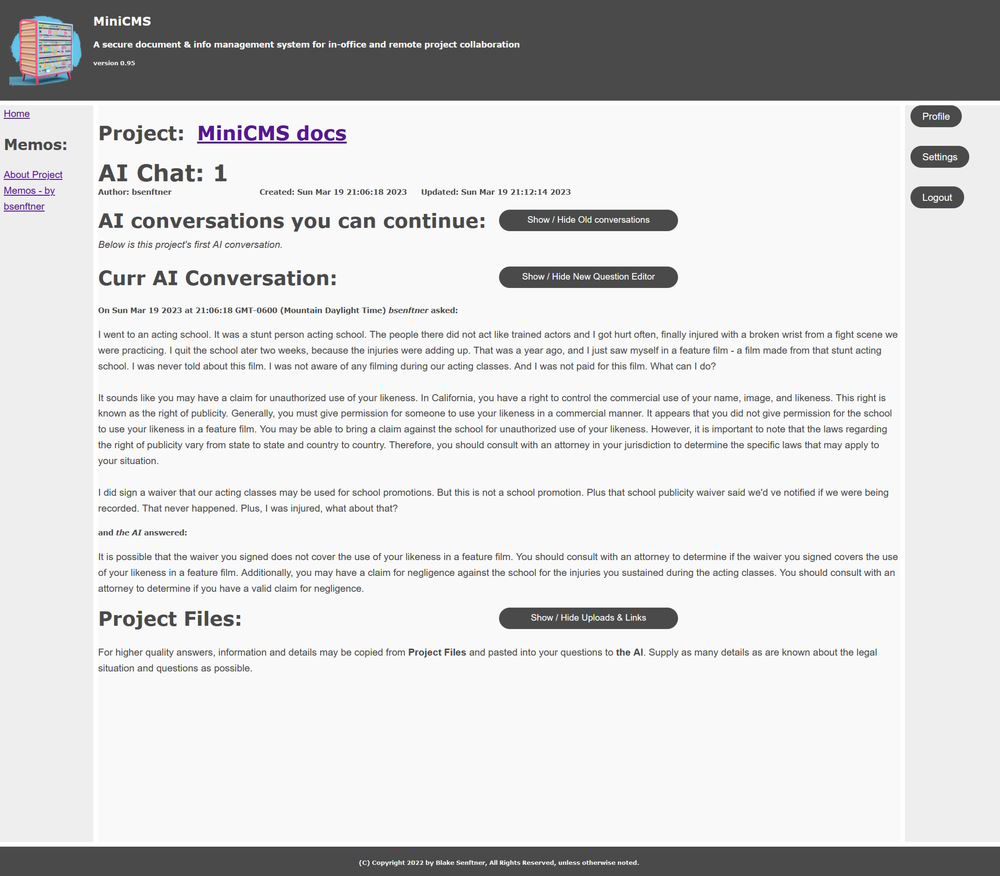 MiniCMS
A secure document & info management system for in-office and remote project collaboration
version 0.95
Home
Memos:
About Project
Memos - by
bsenftner
Project: MiniCMS docs
AI Chat: 1
Author: bsenftner Created: Sun Mar 19 21:06:18 2023 Updated: Sun Mar 19 21:12:14 2023
AI conversations you can continue: Show / Hide Old conversations
Below is this project's first AI conversation.
Curr AI Conversation: Show / Hide New Question Editor
On Sun Mar 19 2023 at 21:06:18 GMT-0600 (Mountain Daylight Time) bsenftner asked:
I went to an acting school. It was a stunt person acting school. The people there did not act like trained actors and I got hurt often, finally injured with a broken wrist from a fight scene we
were practicing. I quit the school ater two weeks, because the injuries were adding up. That was a year ago, and I just saw myself in a feature film - a film made from that stunt acting
school. I was never told about this film. I was not aware of any filming during our acting classes. And I was not paid for this film. What can I do?
It sounds like you may have a claim for unauthorized use of your likeness. In California, you have a right to control the commercial use of your name, image, and likeness. This right is
known as the right of publicity. Generally, you must give permission for someone to use your likeness in a commercial manner. It appears that you did not give permission for the school
to use your likeness in a feature film. You may be able to bring a claim against the school for unauthorized use of your likeness. However, it is important to note that the laws regarding
the right of publicity vary from state to state and country to country. Therefore, you should consult with an attorney in your jurisdiction to determine the specific laws that may apply to
your situation.
I did sign a waiver that our acting classes may be used for school promotions. But this is not a school promotion. Plus that school publicity waiver said we'd ve notified if we were being
recorded. That never happened. Plus, I was injured, what about that?
and the AI answered:
It is possible that the waiver you signed does not cover the use of your likeness in a feature film. You should consult with an attorney to determine if the waiver you signed covers the use
of your likeness in a feature film. Additionally, you may have a claim for negligence against the school for the injuries you sustained during the acting classes. You should consult with an
attorney to determine if you have a valid claim for negligence.
Project Files: Show / Hide Uploads & Links
For higher quality answers, information and details may be copied from Project Files and pasted into your questions to the AI. Supply as many details as are known about the legal
situation and questions as possible.
Profile
Settings
Logout
(C) Copyright 2022 by Blake Senftner, All Rights Reserved, unless otherwise noted.